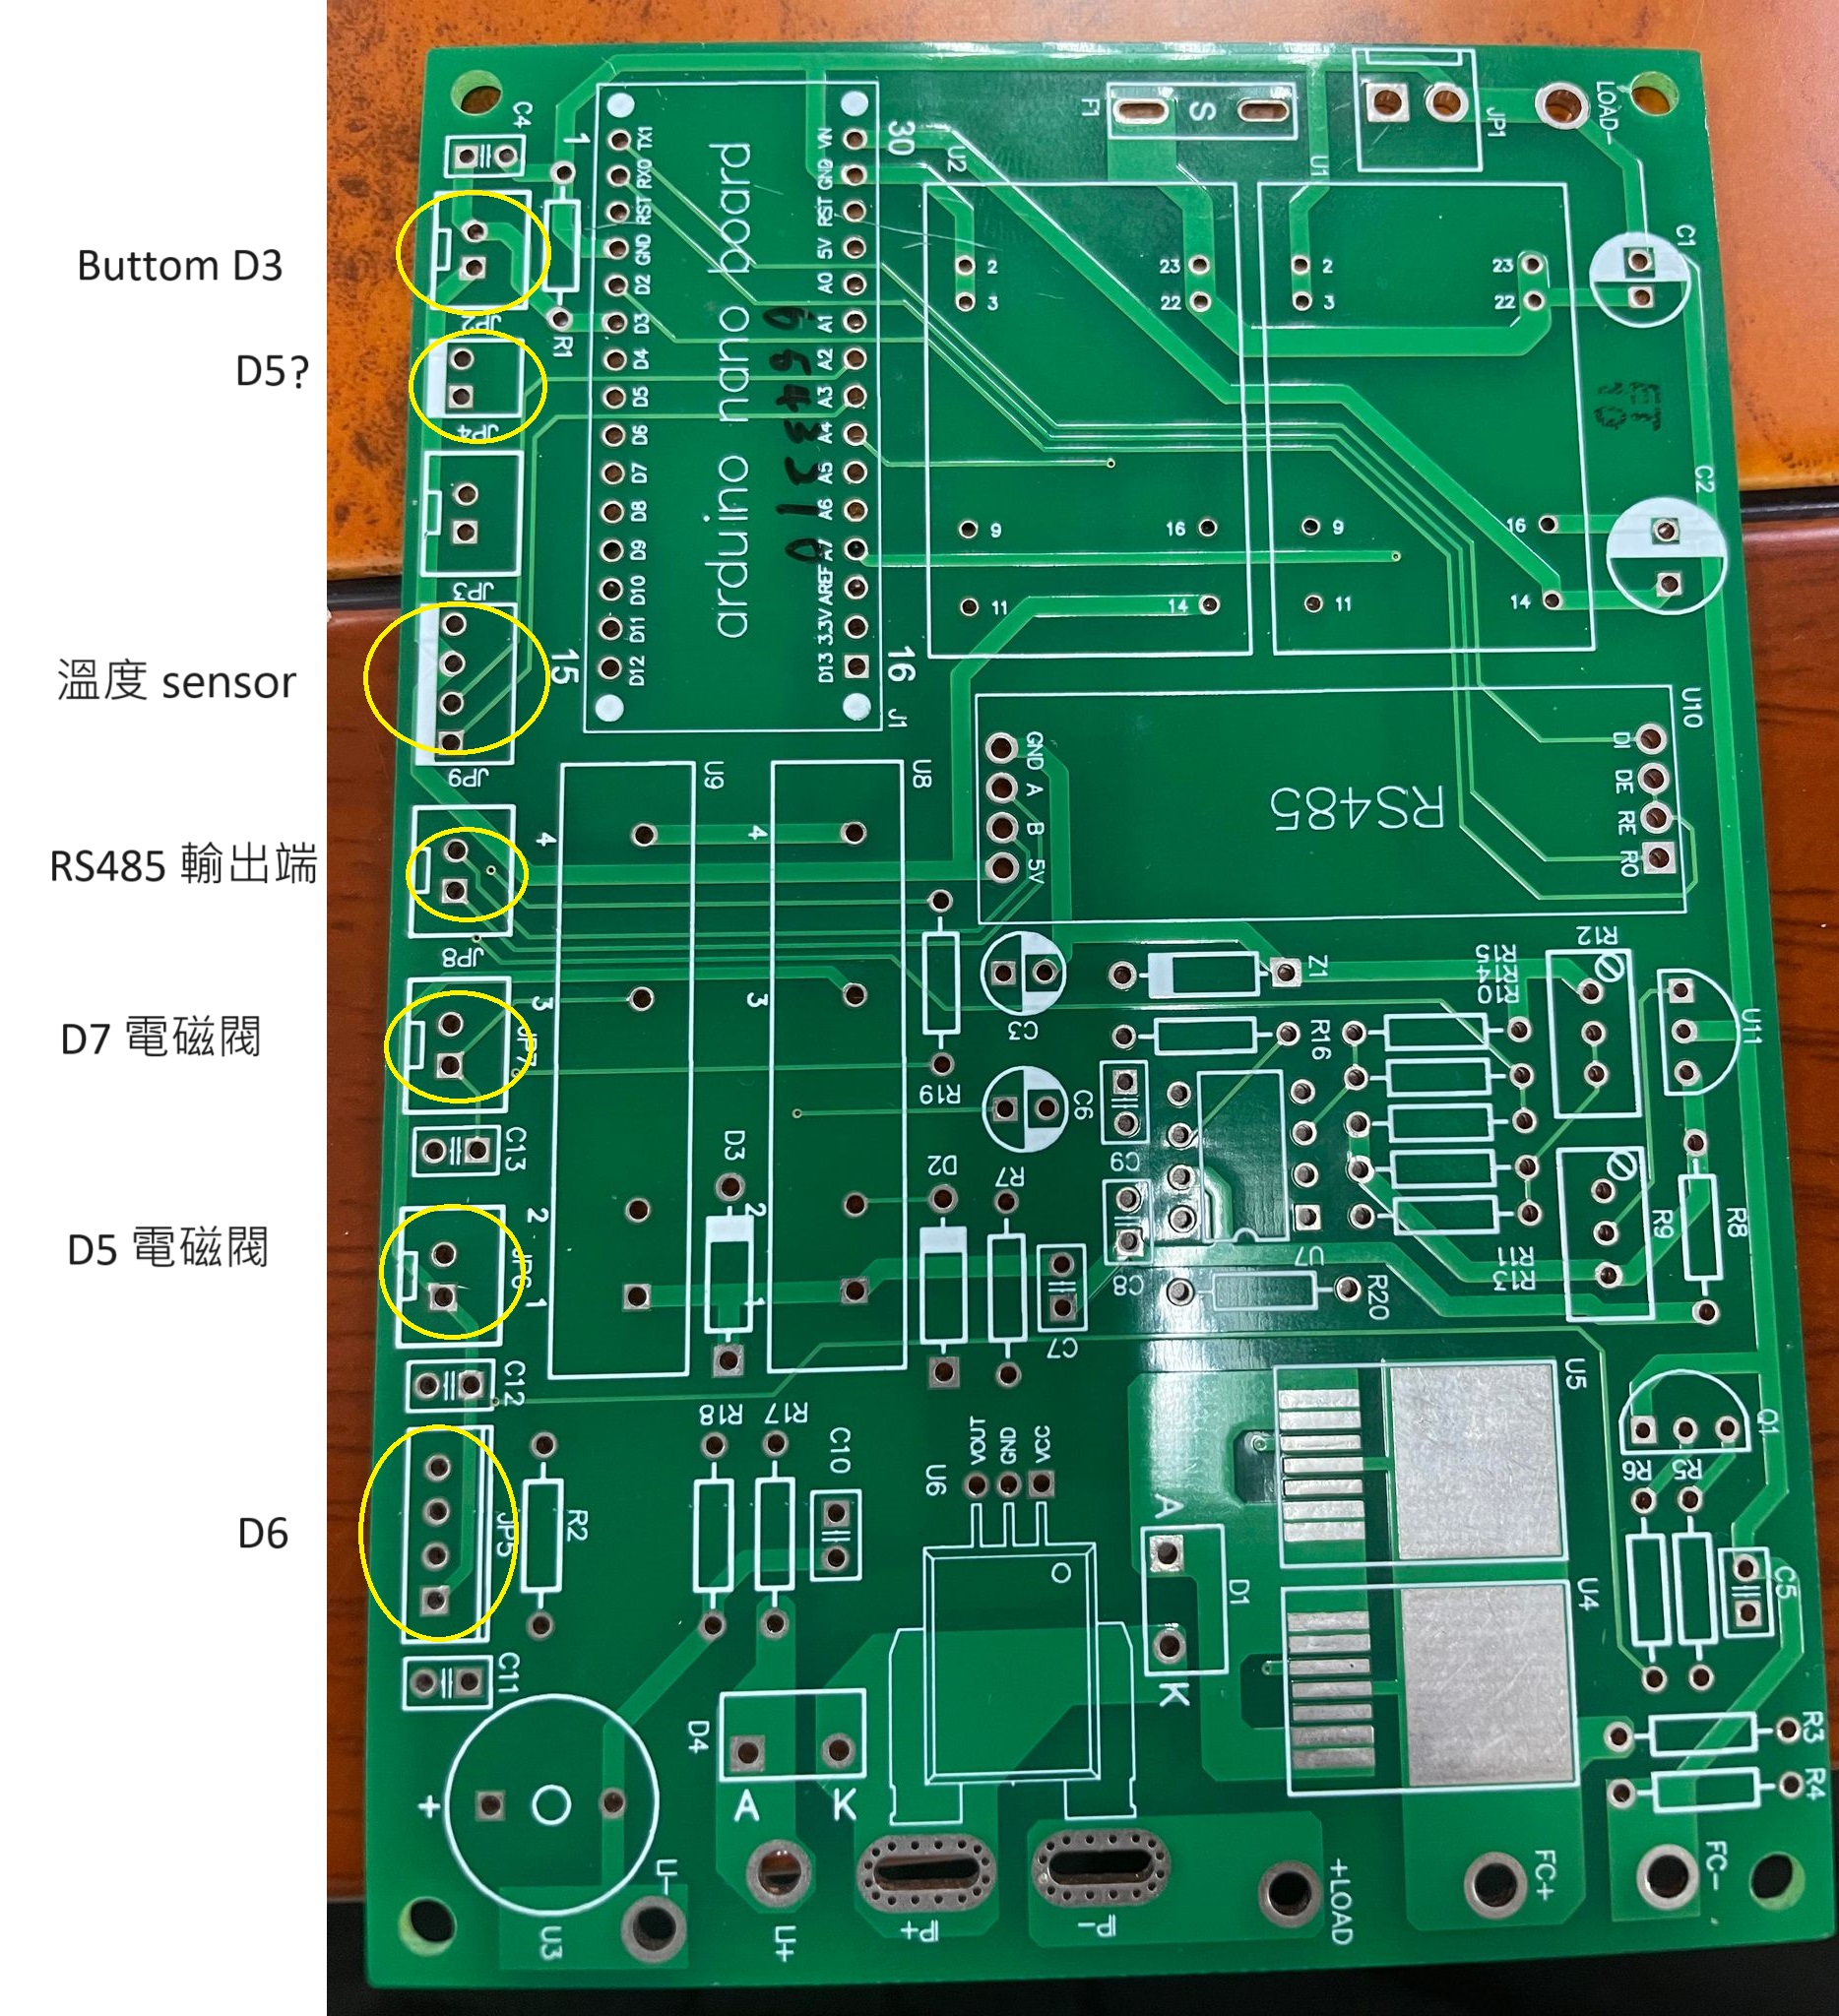 Buttom D3
D5?
溫度 sensor
RS485 輸出端
D7 電磁閥
D5 電磁閥
D6
C4
1
30
F1
S
JP1
LOAD-
TX1
RX0
RST
GND
D2
D3
D4
D5
D6
D7
D8
D9
D10
D11
D12
15
VN
GND
RST
5V
A0
A1
A2
A3
A4
A5
A6
A7
AREF
3.3V
D13
16
J1
arduino nano board
R1
JP2
JP4
JP3
JP9
JP8
JP7
JP6
JP5
U2
2
3
23
22
9
11
16
14
U1
2
3
23
22
9
11
16
14
C1
C2
U10
GND
A
B
5V
RS485
DI
DE
RE
RO
U9
4
3
2
1
U8
4
3
2
1
C13
C12
C11
D3
D2
R19
R7
C3
C6
C7
Z1
R16
C9
C8
R20
U7
R12
R9
R8
U11
R2
R18
R17
C10
U6
VOUT
GND
VCC
A
D1
K
U5
U4
Q1
R6
R5
C5
R3
R4
D4
A
K
+
U3
U-
U+
IP+
IP-
+LOAD
FC+
FC-